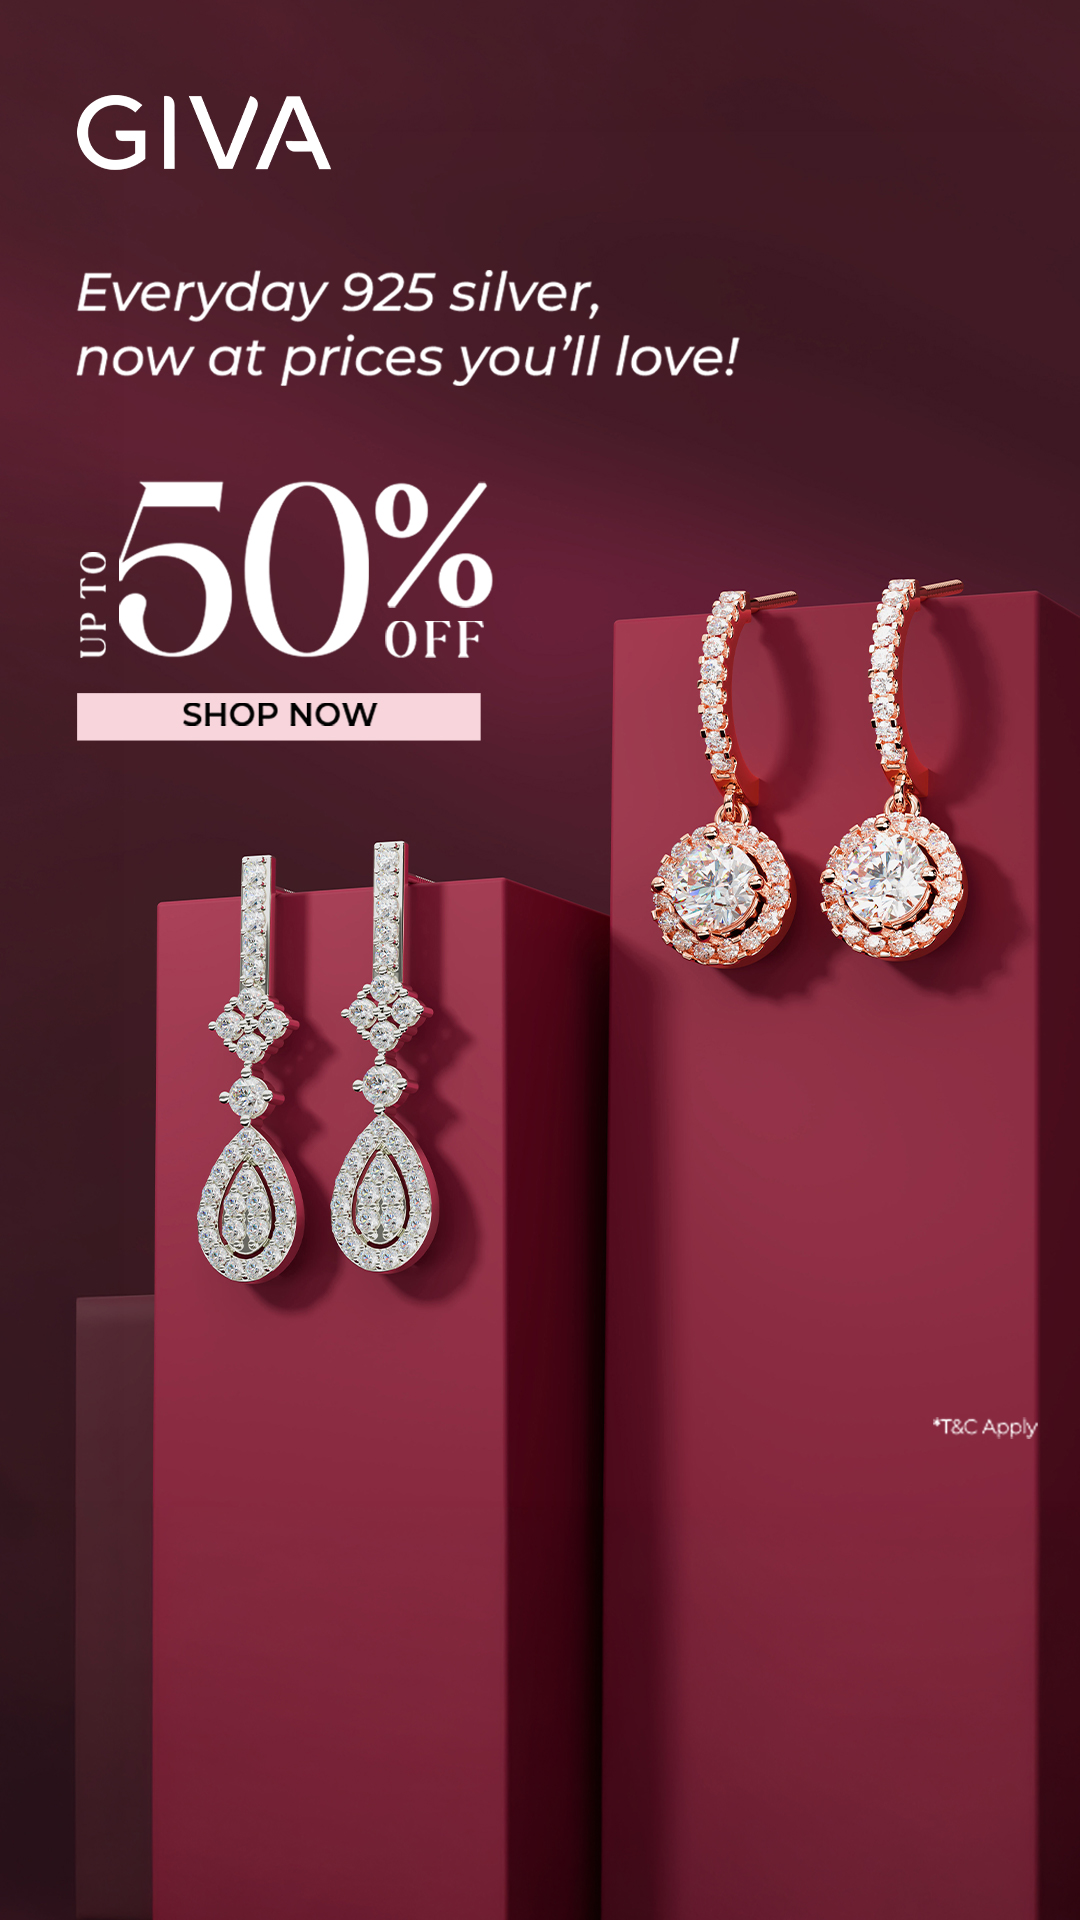 GIVA
Everyday 925 silver,
now at prices you'll love!
UP TO
50%
OFF
SHOP NOW
*T&C Apply